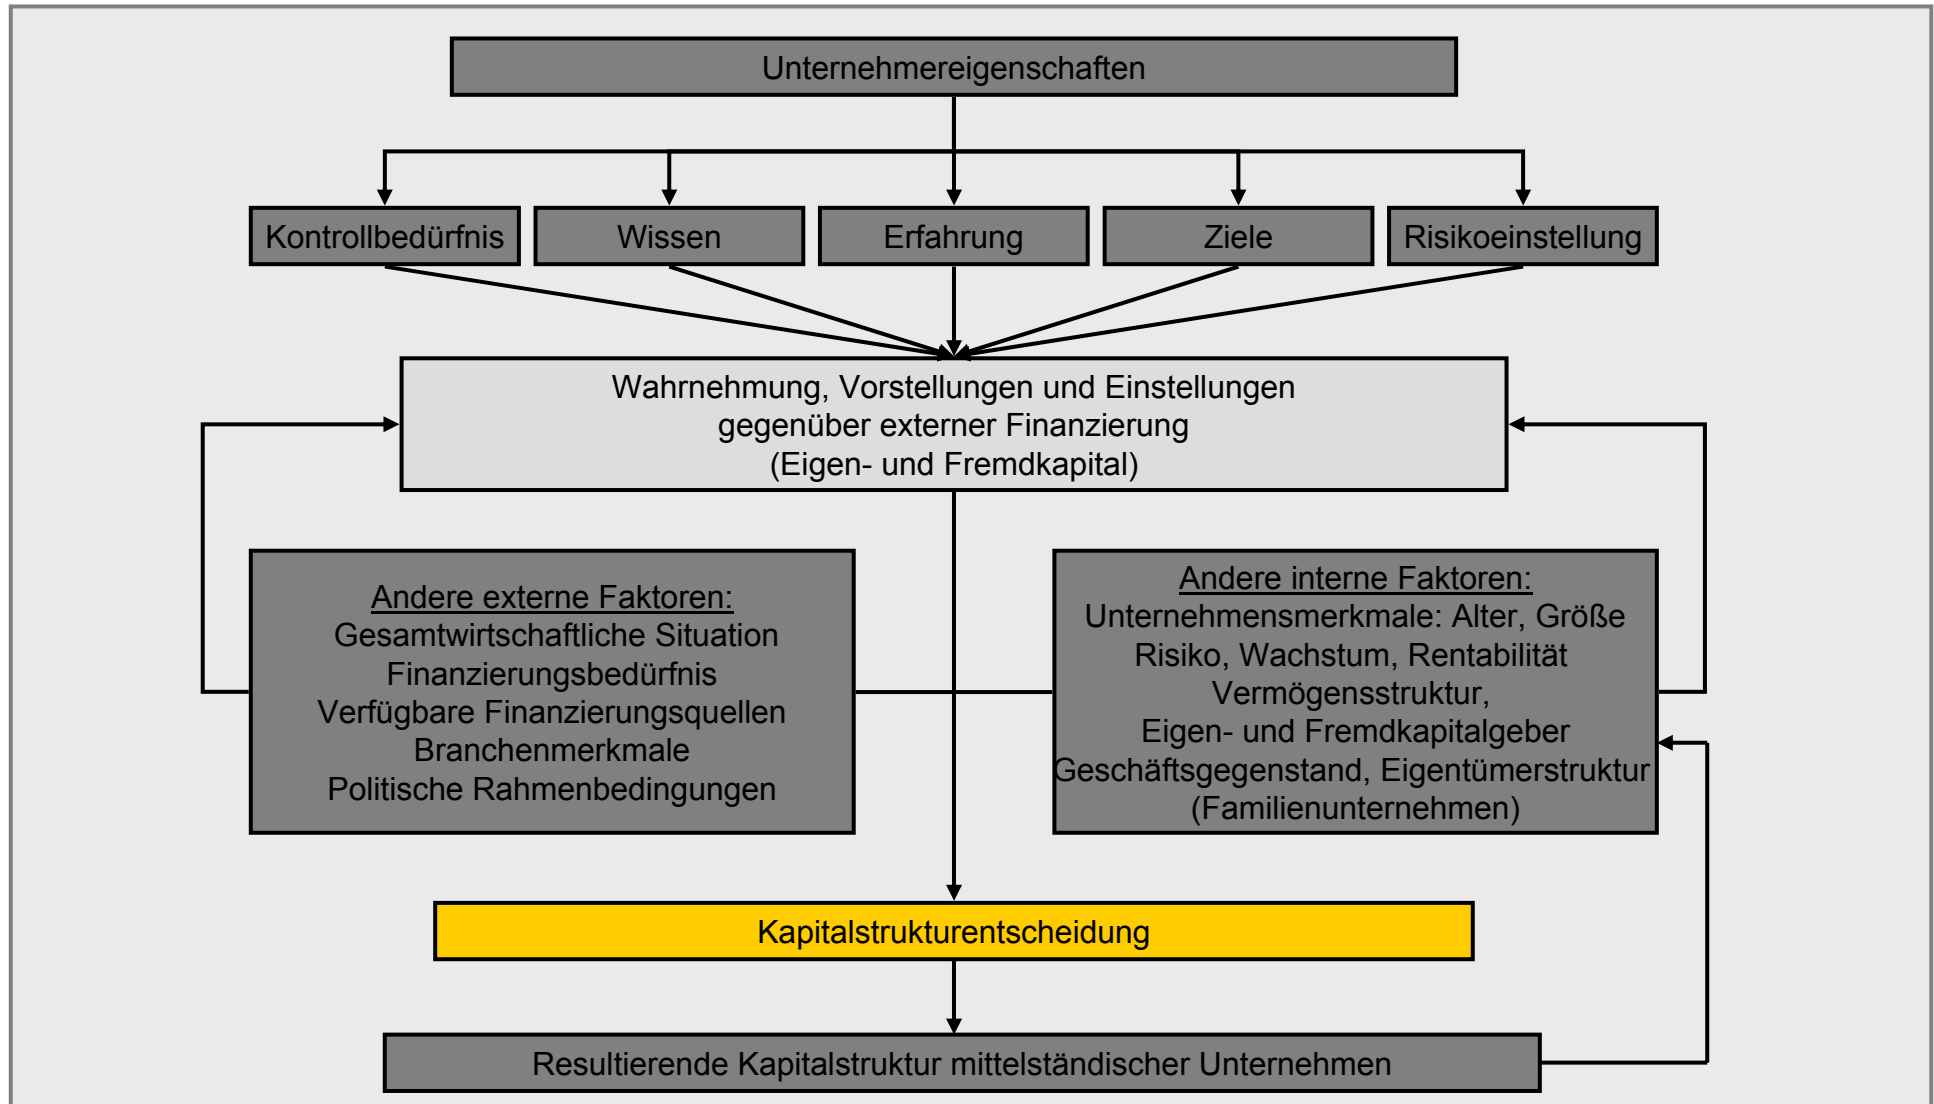 Unternehmereigenschaften
Kontrollbedürfnis
Wissen
Erfahrung
Ziele
Risikoeinstellung
Wahrnehmung, Vorstellungen und Einstellungen
gegenüber externer Finanzierung
(Eigen- und Fremdkapital)
Andere externe Faktoren:
Gesamtwirtschaftliche Situation
Finanzierungsbedürfnis
Verfügbare Finanzierungsquellen
Branchenmerkmale
Politische Rahmenbedingungen
Andere interne Faktoren:
Unternehmensmerkmale: Alter, Größe
Risiko, Wachstum, Rentabilität
Vermögensstruktur,
Eigen- und Fremdkapitalgeber
Geschäftsgegenstand, Eigentümerstruktur
(Familienunternehmen)
Kapitalstrukturentscheidung
Resultierende Kapitalstruktur mittelständischer Unternehmen